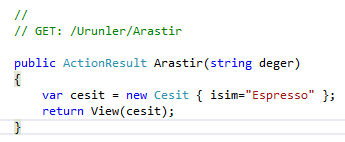 //
// GET: /Urunler/Arastir
public ActionResult Arastir(string deger)
{
var cesit = new Cesit { isim="Espresso" };
return View(cesit);
}